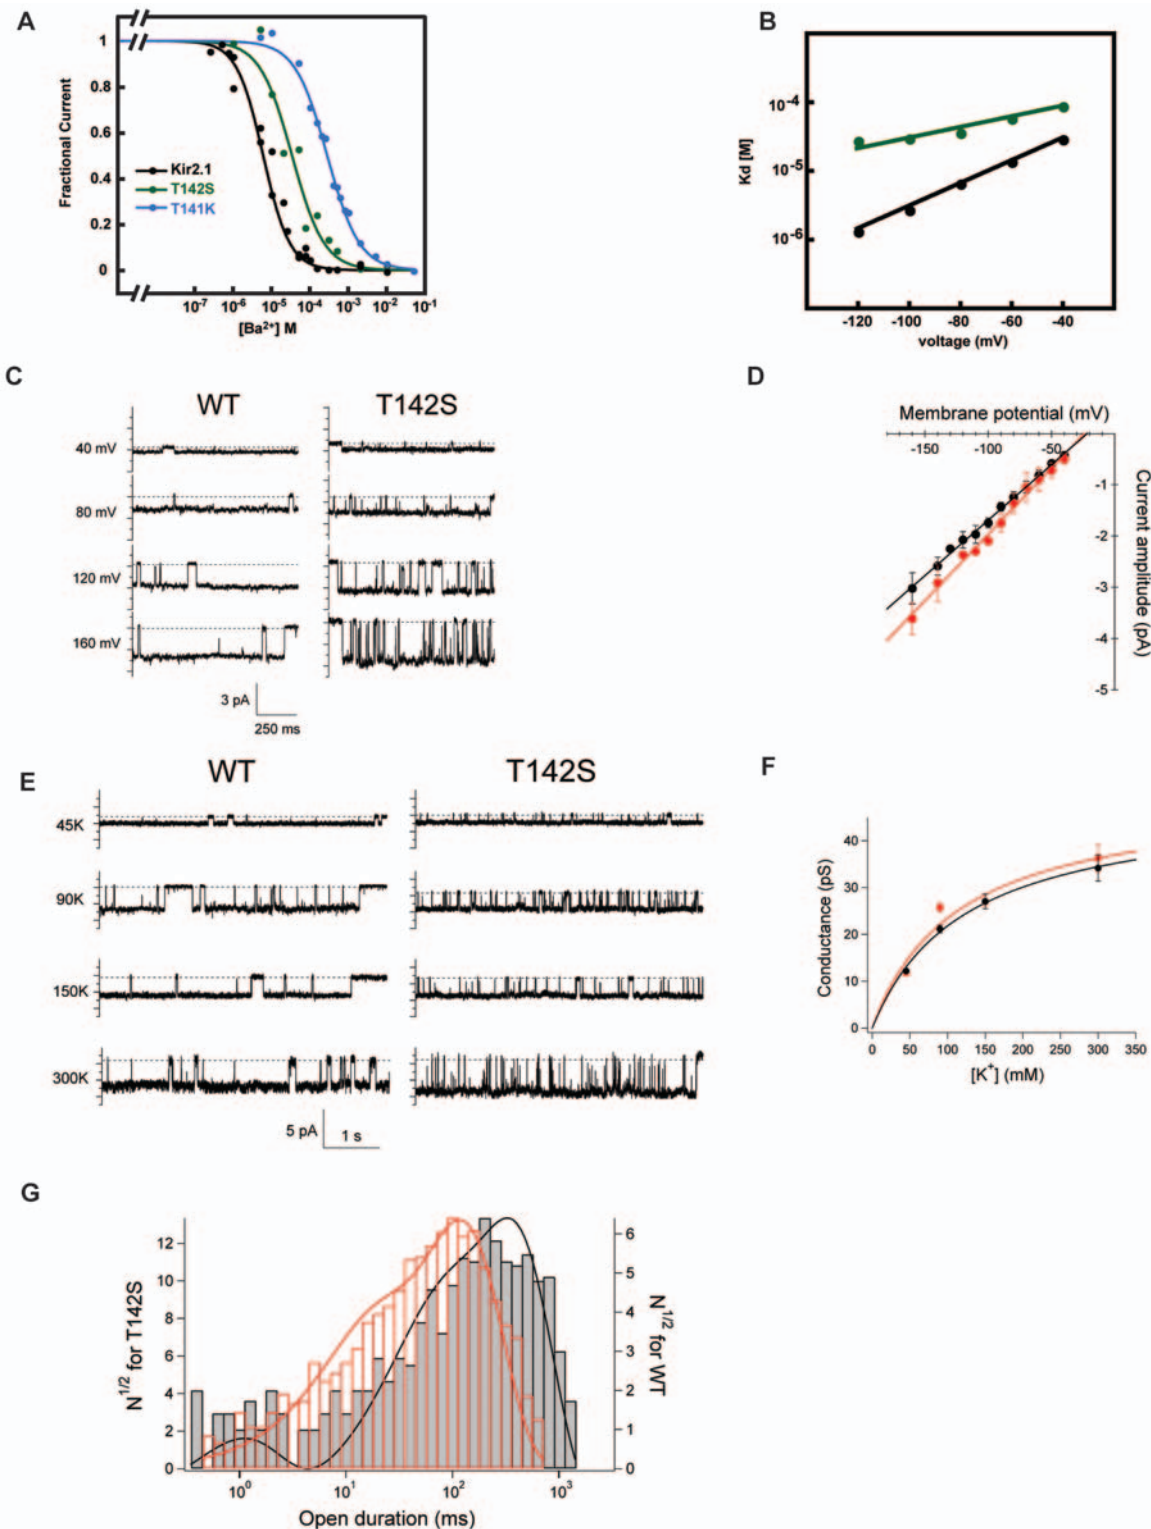 A
Fractional Current
1
0.8
0.6
0.4
0.2
0
Kir2.1
T142S
T141K
10⁻⁷ 10⁻⁶ 10⁻⁵ 10⁻⁴ 10⁻³ 10⁻² 10⁻¹
[Ba²⁺] M
B
Kd [M]
10⁻⁴
10⁻⁵
10⁻⁶
-120 -100 -80 -60 -40
voltage (mV)
C
WT T142S
40 mV
80 mV
120 mV
160 mV
3 pA
250 ms
D
Membrane potential (mV)
-150 -100 -50
-1
-2
-3
-4
-5
Current amplitude (pA)
E
WT T142S
45K
90K
150K
300K
5 pA 1 s
F
Conductance (pS)
40
30
20
10
0
0 50 100 150 200 250 300 350
[K⁺] (mM)
G
N^1/2 for T142S
12
10
8
6
4
2
0
6
5
4
3
2
1
0
N^1/2 for WT
10⁰ 10¹ 10² 10³
Open duration (ms)